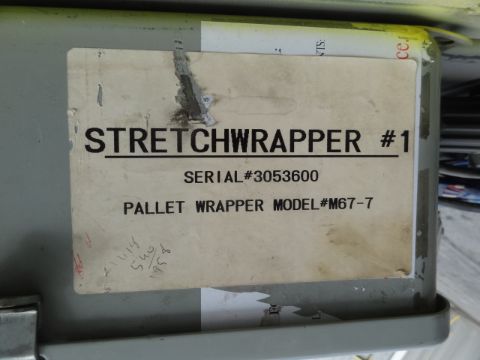 STRETCHWRAPPER #1
SERIAL#3053600
PALLET WRAPPER MODEL#M67-7